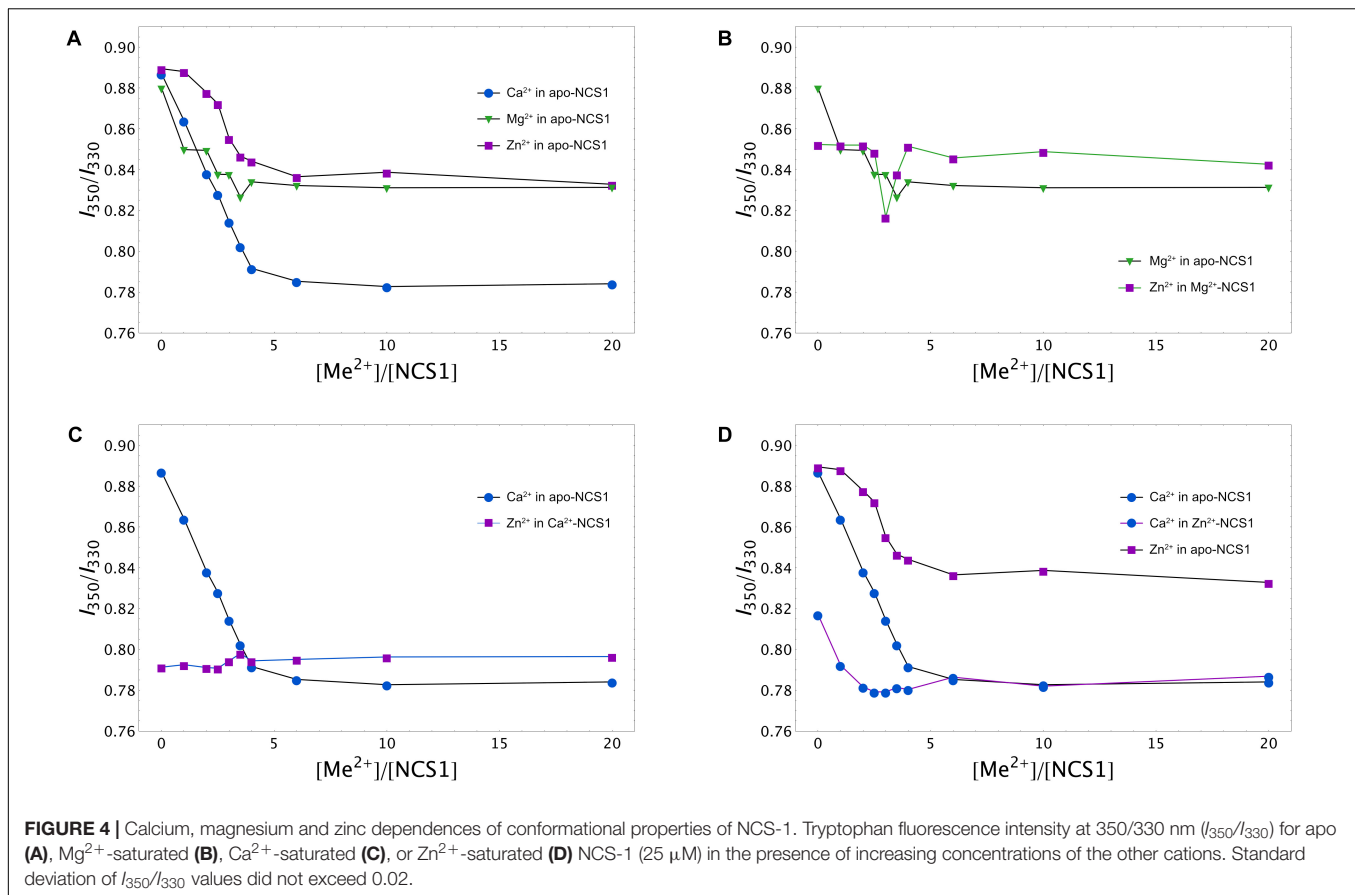 A
0.90
0.88
0.86
0.84
0.82
0.80
0.78
0.76
I350/I330
Ca²⁺ in apo-NCS1
Mg²⁺ in apo-NCS1
Zn²⁺ in apo-NCS1
0 5 10 15 20
[Me²⁺]/[NCS1]
B
0.90
0.88
0.86
0.84
0.82
0.80
0.78
0.76
I350/I330
Mg²⁺ in apo-NCS1
Zn²⁺ in Mg²⁺-NCS1
0 5 10 15 20
[Me²⁺]/[NCS1]
C
0.90
0.88
0.86
0.84
0.82
0.80
0.78
0.76
I350/I330
Ca²⁺ in apo-NCS1
Zn²⁺ in Ca²⁺-NCS1
0 5 10 15 20
[Me²⁺]/[NCS1]
D
0.90
0.88
0.86
0.84
0.82
0.80
0.78
0.76
I350/I330
Ca²⁺ in apo-NCS1
Ca²⁺ in Zn²⁺-NCS1
Zn²⁺ in apo-NCS1
0 5 10 15 20
[Me²⁺]/[NCS1]
FIGURE 4 | Calcium, magnesium and zinc dependences of conformational properties of NCS-1. Tryptophan fluorescence intensity at 350/330 nm (I350/I330) for apo
(A), Mg²⁺-saturated (B), Ca²⁺-saturated (C), or Zn²⁺-saturated (D) NCS-1 (25 μM) in the presence of increasing concentrations of the other cations. Standard
deviation of I350/I330 values did not exceed 0.02.